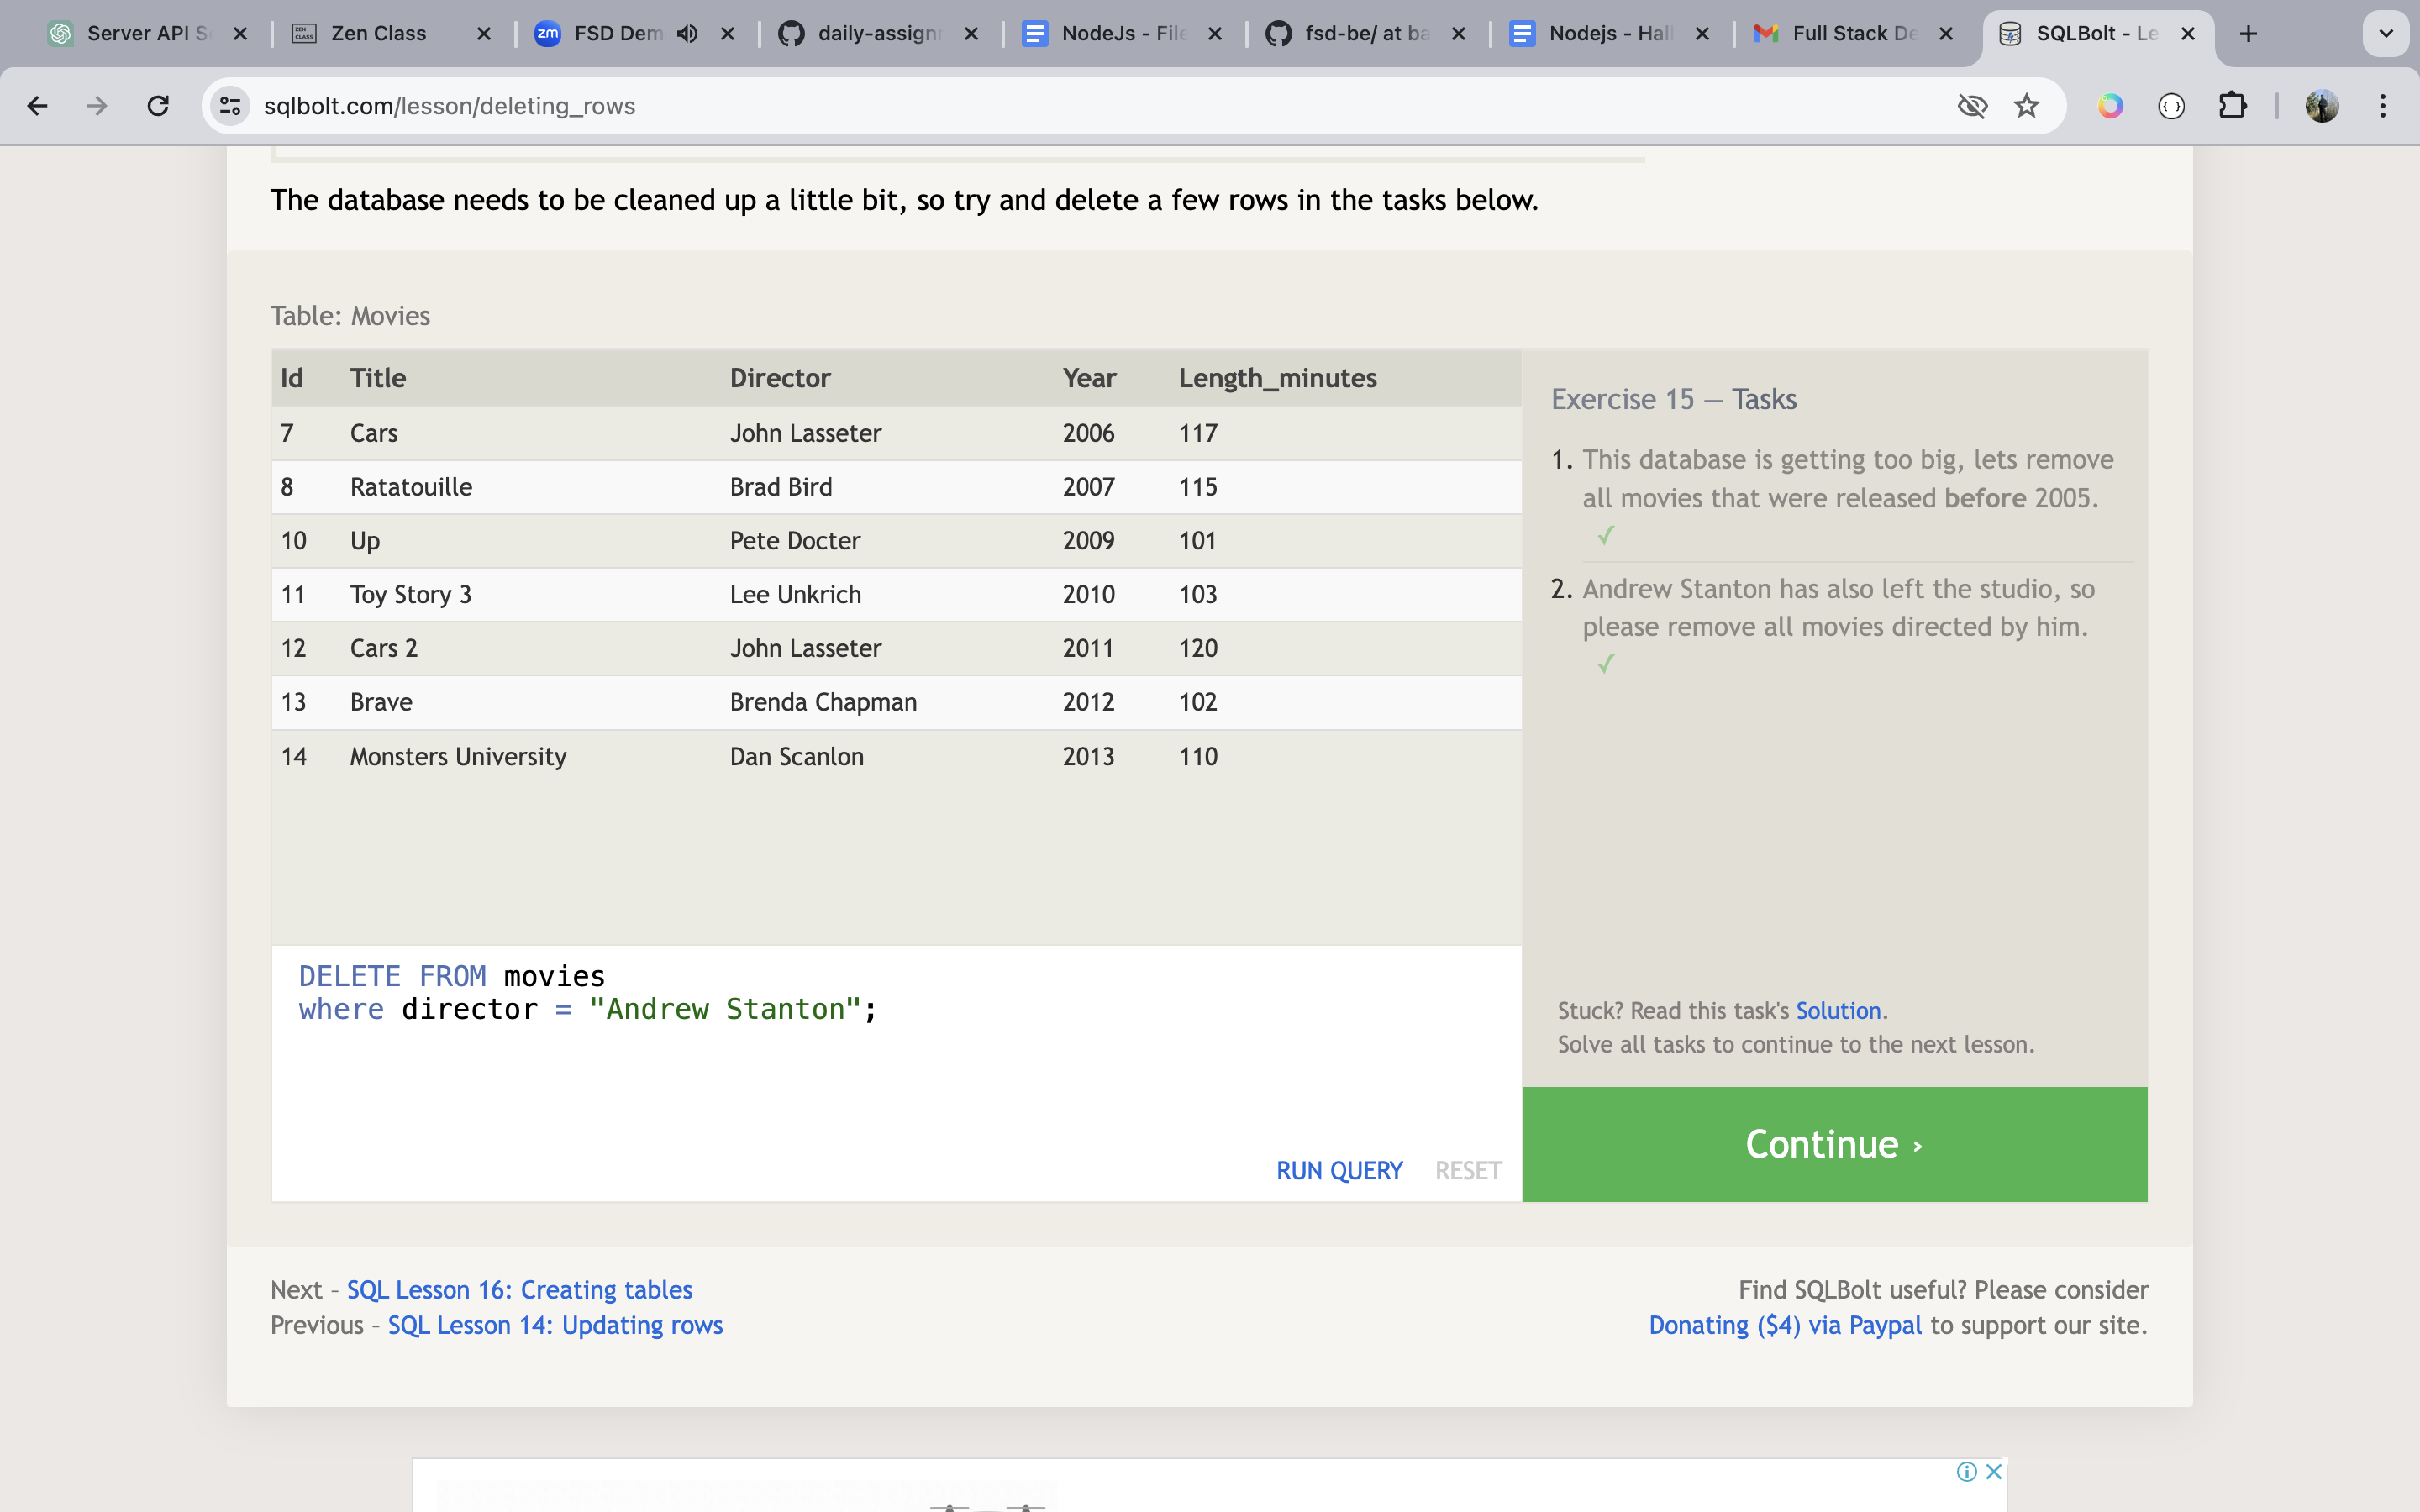 Server API S
Zen Class
FSD Dem
daily-assign
NodeJs - File
fsd-be/ at ba
Nodejs - Hall
Full Stack De
SQLBolt - Le
sqlbolt.com/lesson/deleting_rows
The database needs to be cleaned up a little bit, so try and delete a few rows in the tasks below.
Table: Movies
Id Title Director Year Length_minutes
7 Cars John Lasseter 2006 117
8 Ratatouille Brad Bird 2007 115
10 Up Pete Docter 2009 101
11 Toy Story 3 Lee Unkrich 2010 103
12 Cars 2 John Lasseter 2011 120
13 Brave Brenda Chapman 2012 102
14 Monsters University Dan Scanlon 2013 110
DELETE FROM movies
where director = "Andrew Stanton";
RUN QUERY RESET
Exercise 15 — Tasks
1. This database is getting too big, lets remove
all movies that were released before 2005.
✓
2. Andrew Stanton has also left the studio, so
please remove all movies directed by him.
✓
Stuck? Read this task's Solution.
Solve all tasks to continue to the next lesson.
Continue ›
Next – SQL Lesson 16: Creating tables
Previous – SQL Lesson 14: Updating rows
Find SQLBolt useful? Please consider
Donating ($4) via Paypal to support our site.